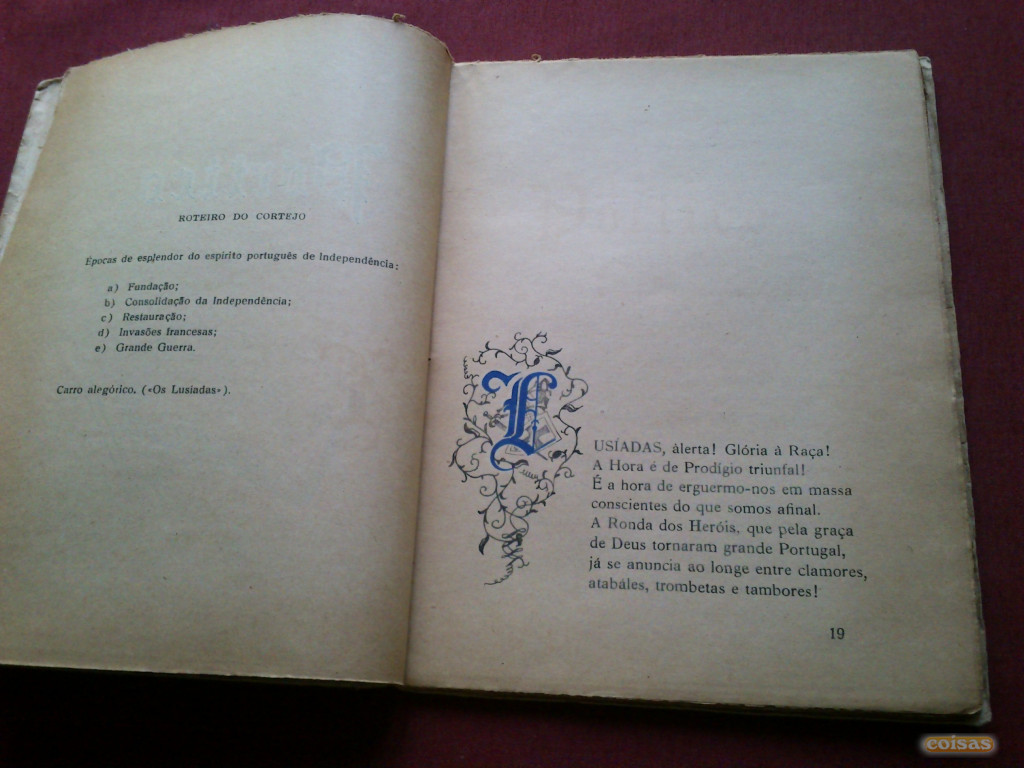 ROTEIRO DO CORTEJO
Épocas de esplendor do espírito português de Independência:
a) Fundação;
b) Consolidação da Independência;
c) Restauração;
d) Invasões francesas;
e) Grande Guerra.
Carro alegórico. («Os Lusíadas»).
LUSÍADAS, àlerta! Glória à Raça!
A Hora é de Prodígio triunfal!
É a hora de erguermo-nos em massa
conscientes do que somos afinal.
A Ronda dos Heróis, que pela graça
de Deus tornaram grande Portugal,
já se anuncia ao longe entre clamores,
atabáles, trombetas e tambores!
19
coisas